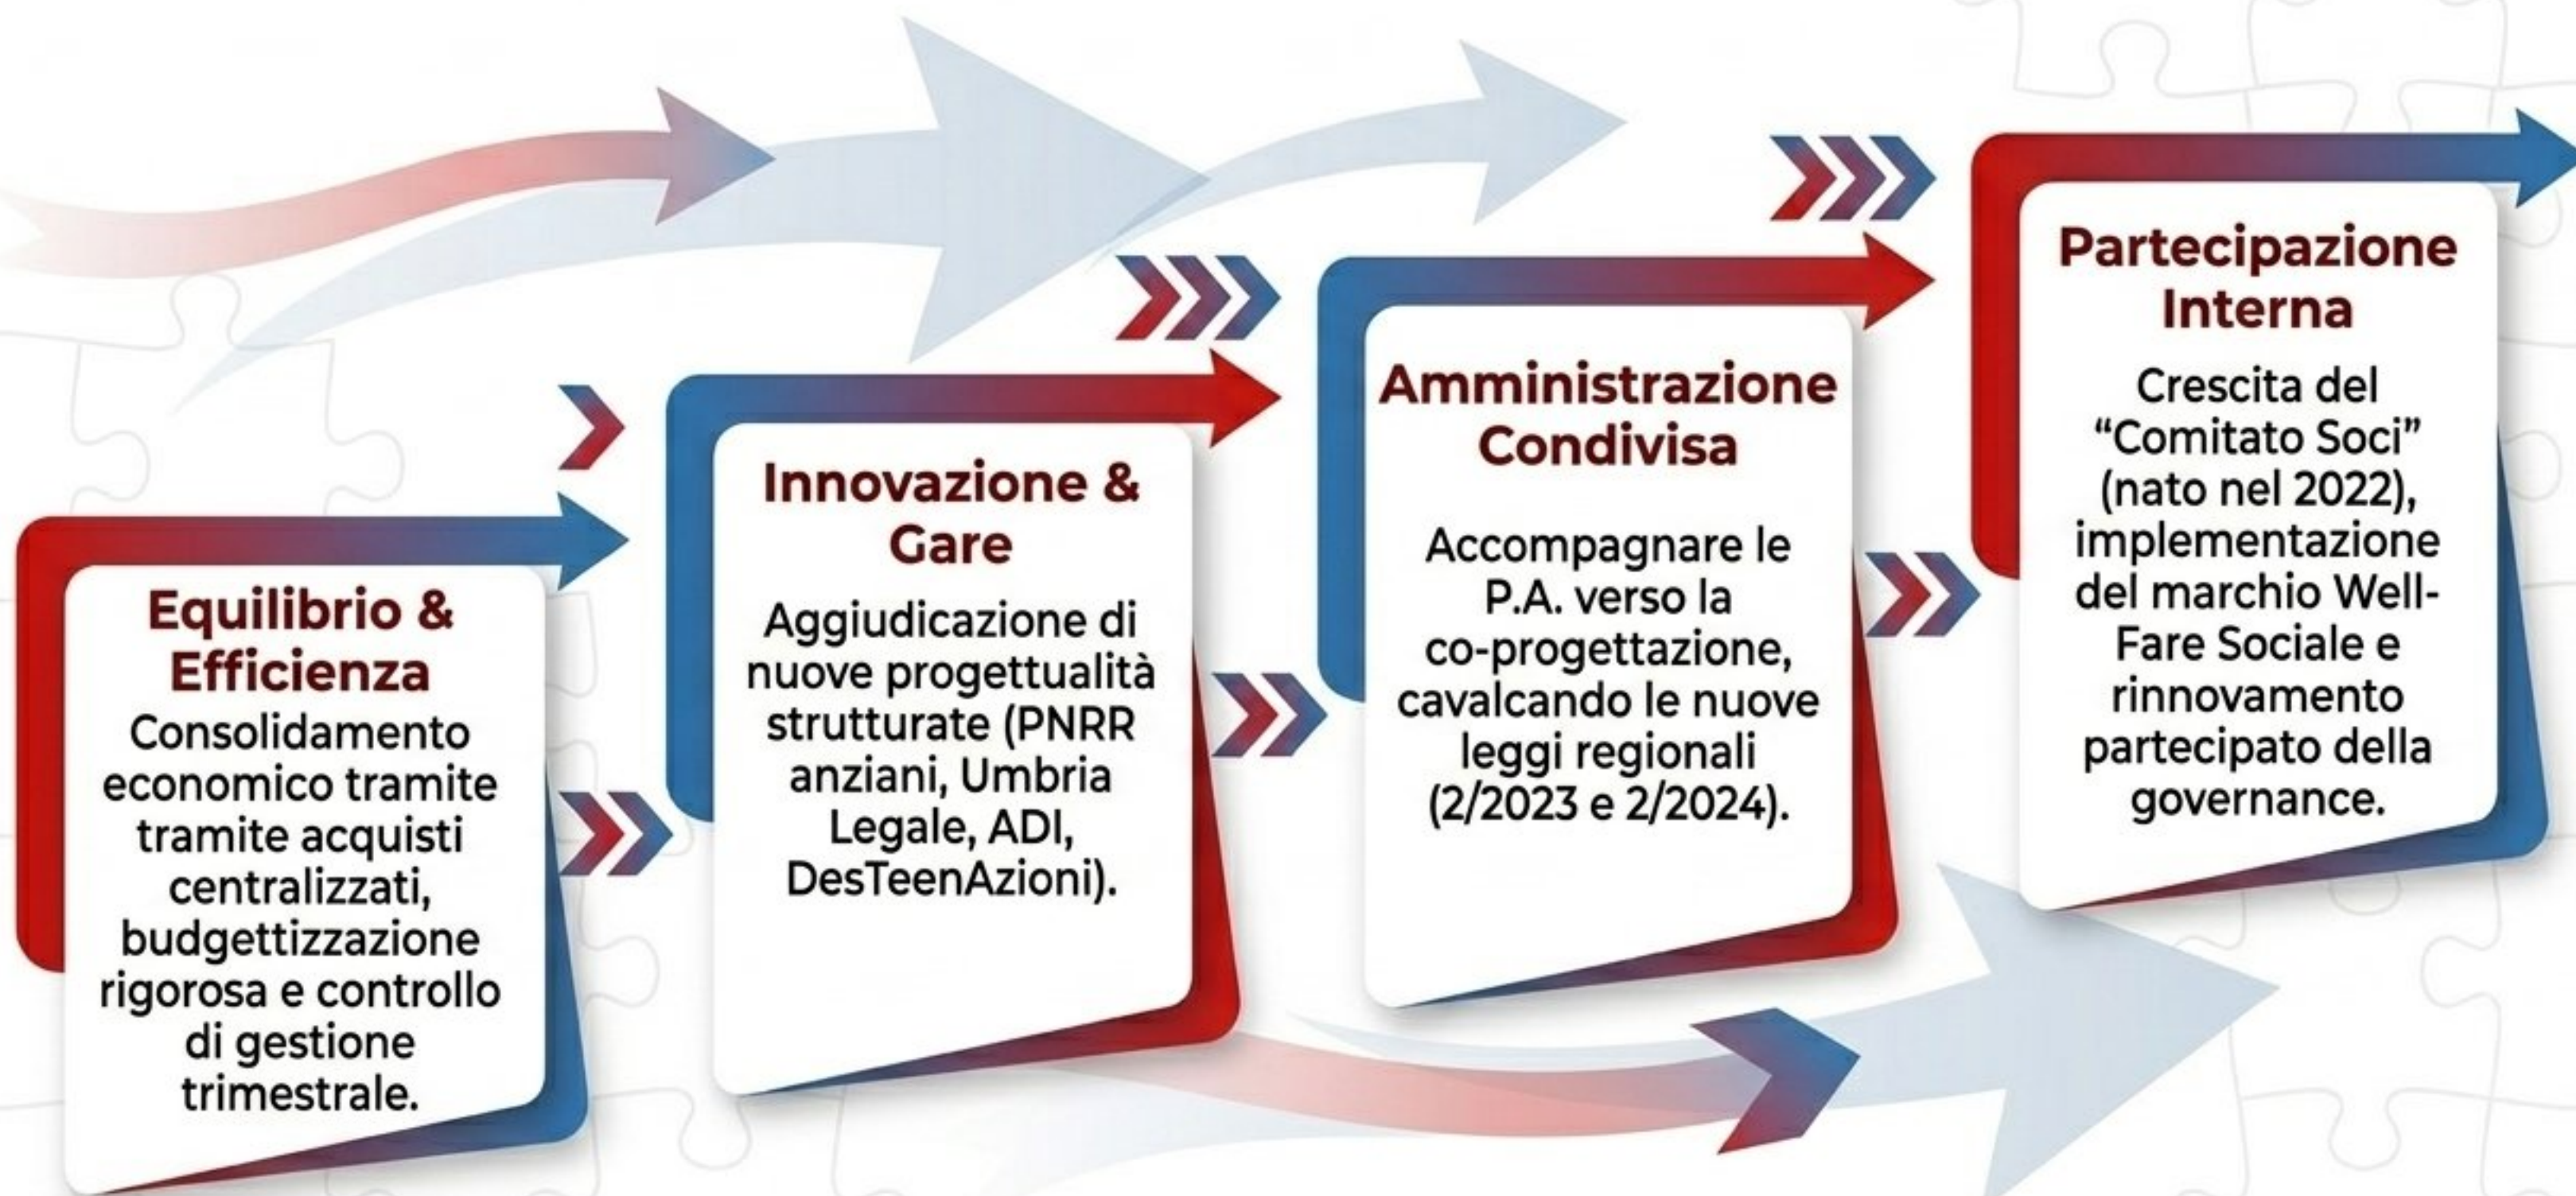 Equilibrio &
Efficienza
Consolidamento
economico tramite
tramite acquisti
centralizzati,
budgettizzazione
rigorosa e controllo
di gestione
trimestrale.
Innovazione &
Gare
Aggiudicazione di
nuove progettualità
strutturate (PNRR
anziani, Umbria
Legale, ADI,
DesTeenAzioni).
Amministrazione
Condivisa
Accompagnare le
P.A. verso la
co-progettazione,
cavalcando le nuove
leggi regionali
(2/2023 e 2/2024).
Partecipazione
Interna
Crescita del
“Comitato Soci”
(nato nel 2022),
implementazione
del marchio Well-
Fare Sociale e
rinnovamento
partecipato della
governance.